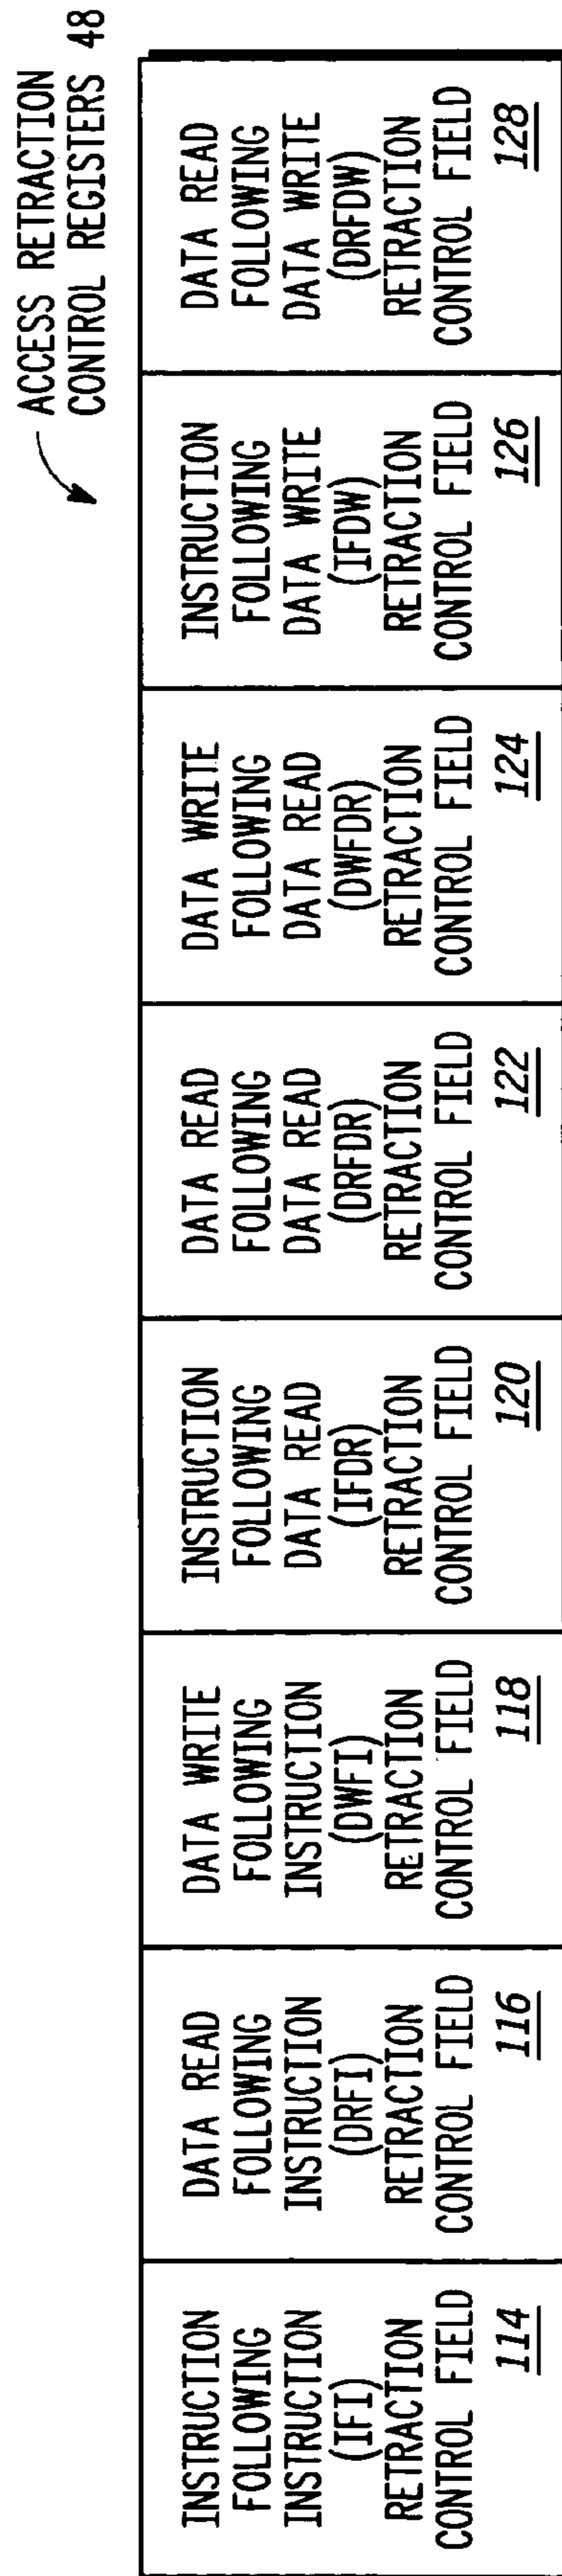 ACCESS RETRACTION
CONTROL REGISTERS 48
INSTRUCTION
FOLLOWING
INSTRUCTION
(IFI)
RETRACTION
CONTROL FIELD
114
DATA READ
FOLLOWING
INSTRUCTION
(DRFI)
RETRACTION
CONTROL FIELD
116
DATA WRITE
FOLLOWING
INSTRUCTION
(DWFI)
RETRACTION
CONTROL FIELD
118
INSTRUCTION
FOLLOWING
DATA READ
(IFDR)
RETRACTION
CONTROL FIELD
120
DATA READ
FOLLOWING
DATA READ
(DRFDR)
RETRACTION
CONTROL FIELD
122
DATA WRITE
FOLLOWING
DATA READ
(DWFDR)
RETRACTION
CONTROL FIELD
124
INSTRUCTION
FOLLOWING
DATA WRITE
(IFDW)
RETRACTION
CONTROL FIELD
126
DATA READ
FOLLOWING
DATA WRITE
(DRFDW)
RETRACTION
CONTROL FIELD
128